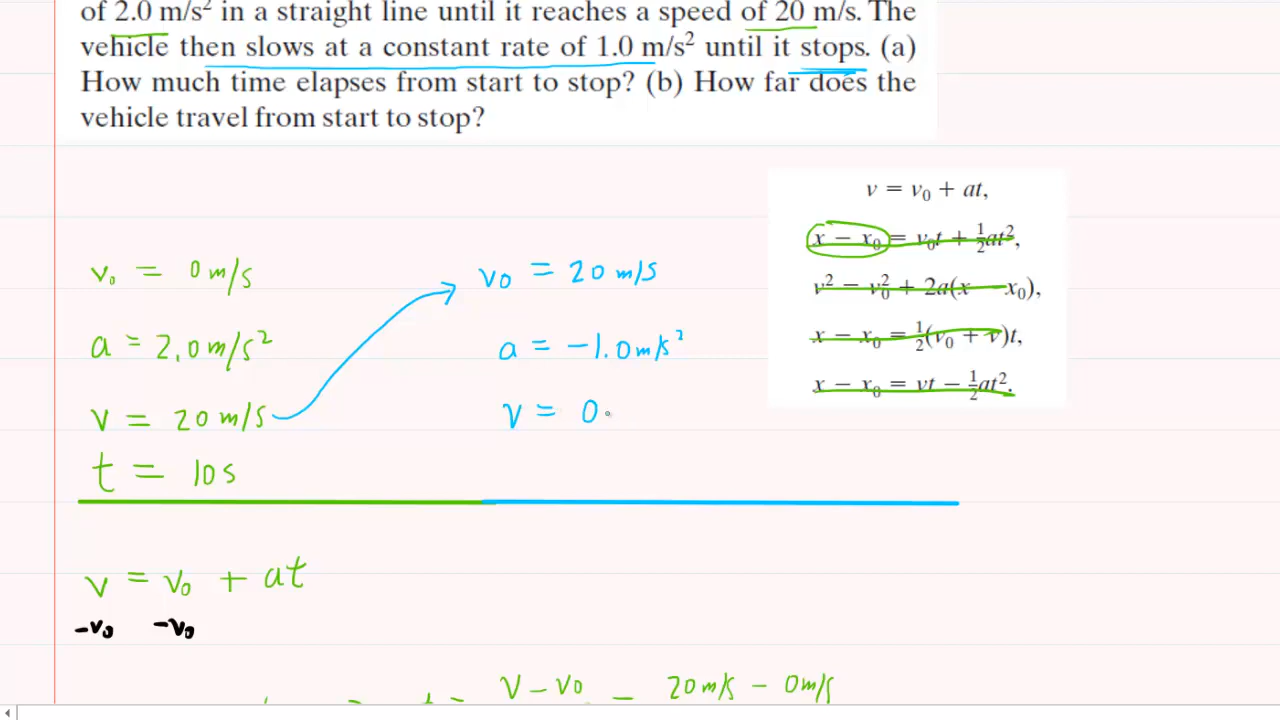 of 2.0 m/s² in a straight line until it reaches a speed of 20 m/s. The
vehicle then slows at a constant rate of 1.0 m/s² until it stops. (a)
How much time elapses from start to stop? (b) How far does the
vehicle travel from start to stop?
v = v₀ + at,
x − x₀ = v₀t + ½at²,
v² = v₀² + 2a(x − x₀),
x − x₀ = ½(v₀ + v)t,
x − x₀ = vt − ½at².
v₀ = 0 m/s
a = 2.0 m/s²
v = 20 m/s
t = 10 s
v₀ = 20 m/s
a = −1.0 m/s²
v = 0.
v = v₀ + at
−v₀ −v₀
v − v₀ = 20 m/s − 0 m/s